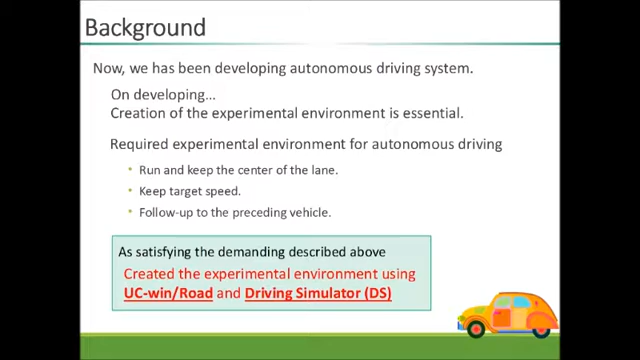 Background
Now, we has been developing autonomous driving system.
On developing...
Creation of the experimental environment is essential.
Required experimental environment for autonomous driving
• Run and keep the center of the lane.
• Keep target speed.
• Follow-up to the preceding vehicle.
As satisfying the demanding described above
Created the experimental environment using
UC-win/Road and Driving Simulator (DS)